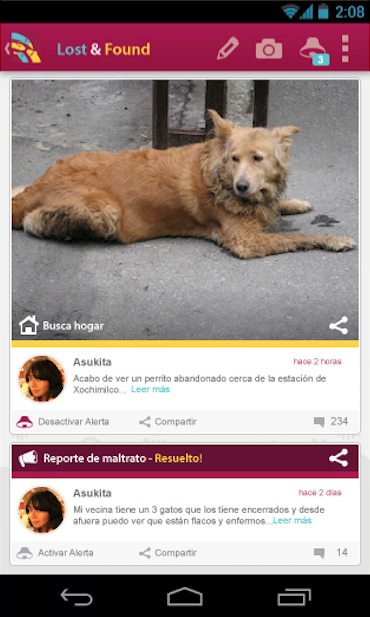 2:08
Lost & Found
3
Busca hogar
Asukita
hace 2 horas
Acabo de ver un perrito abandonado cerca de la estación de
Xochimilco... Leer más
Desactivar Alerta
Compartir
234
Reporte de maltrato - Resuelto!
Asukita
hace 2 días
Mi vecina tiene un 3 gatos que los tiene encerrados y desde
afuera puedo ver que están flacos y enfermos...Leer más
Activar Alerta
Compartir
14